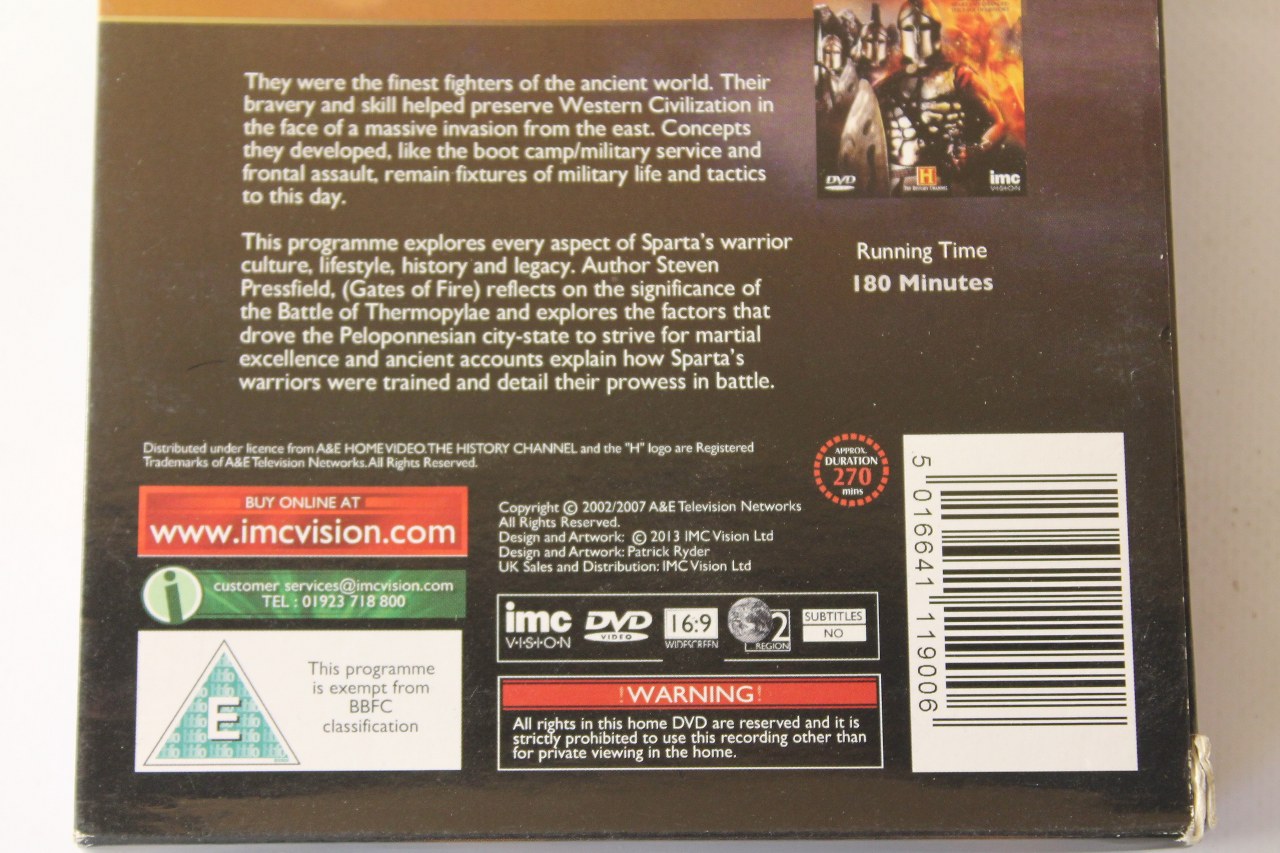 They were the finest fighters of the ancient world. Their
bravery and skill helped preserve Western Civilization in
the face of a massive invasion from the east. Concepts
they developed, like the boot camp/military service and
frontal assault, remain fixtures of military life and tactics
to this day.
This programme explores every aspect of Sparta's warrior
culture, lifestyle, history and legacy. Author Steven
Pressfield, (Gates of Fire) reflects on the significance of
the Battle of Thermopylae and explores the factors that
drove the Peloponnesian city-state to strive for martial
excellence and ancient accounts explain how Sparta's
warriors were trained and detail their prowess in battle.
DVD
H
THE HISTORY CHANNEL
imc
VISION
Running Time
180 Minutes
Distributed under licence from A&E HOME VIDEO. THE HISTORY CHANNEL and the "H" logo are Registered
Trademarks of A&E Television Networks. All Rights Reserved.
APPROX.
DURATION
270
mins
BUY ONLINE AT
www.imcvision.com
i
customer services@imcvision.com
TEL : 01923 718 800
E
This programme
is exempt from
BBFC
classification
Copyright © 2002/2007 A&E Television Networks
All Rights Reserved.
Design and Artwork: © 2013 IMC Vision Ltd
Design and Artwork: Patrick Ryder
UK Sales and Distribution: IMC Vision Ltd
imc
V·I·S·I·O·N
DVD
VIDEO
16:9
WIDESCREEN
2
REGION
SUBTITLES
NO
!WARNING!
All rights in this home DVD are reserved and it is
strictly prohibited to use this recording other than
for private viewing in the home.
5 016641 119006